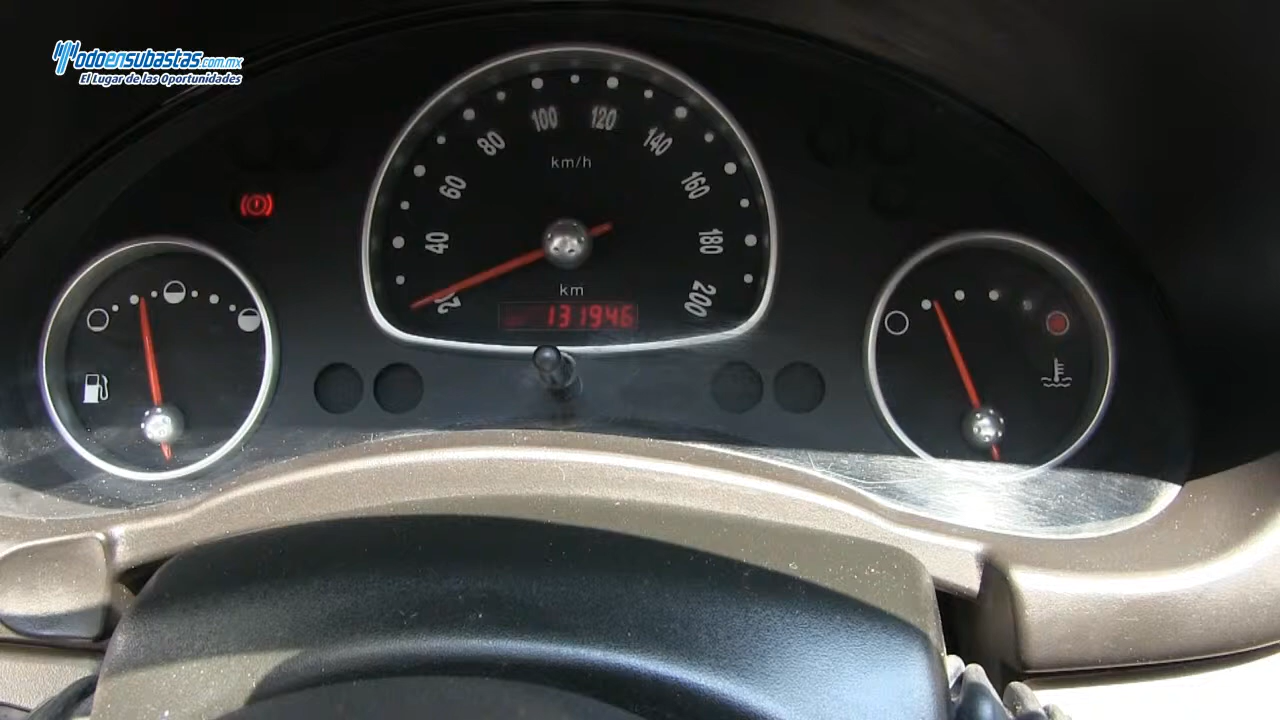 todoensubastas.com.mx
El Lugar de las Oportunidades
20
40
60
80
100
120
140
160
180
200
km/h
km
131946